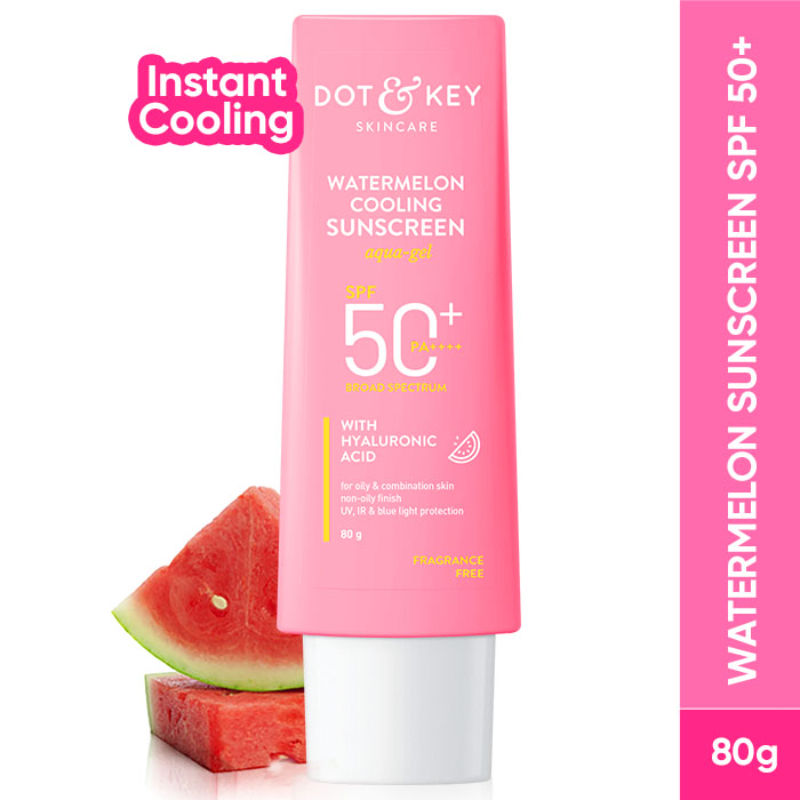 Instant
Cooling
DOT & KEY
SKINCARE
WATERMELON
COOLING
SUNSCREEN
aqua-gel
SPF
50+
PA++++
BROAD SPECTRUM
WITH
HYALURONIC
ACID
for oily & combination skin
non-oily finish
UV, IR & blue light protection
80 g
FRAGRANCE
FREE
WATERMELON SUNSCREEN SPF 50+
80g